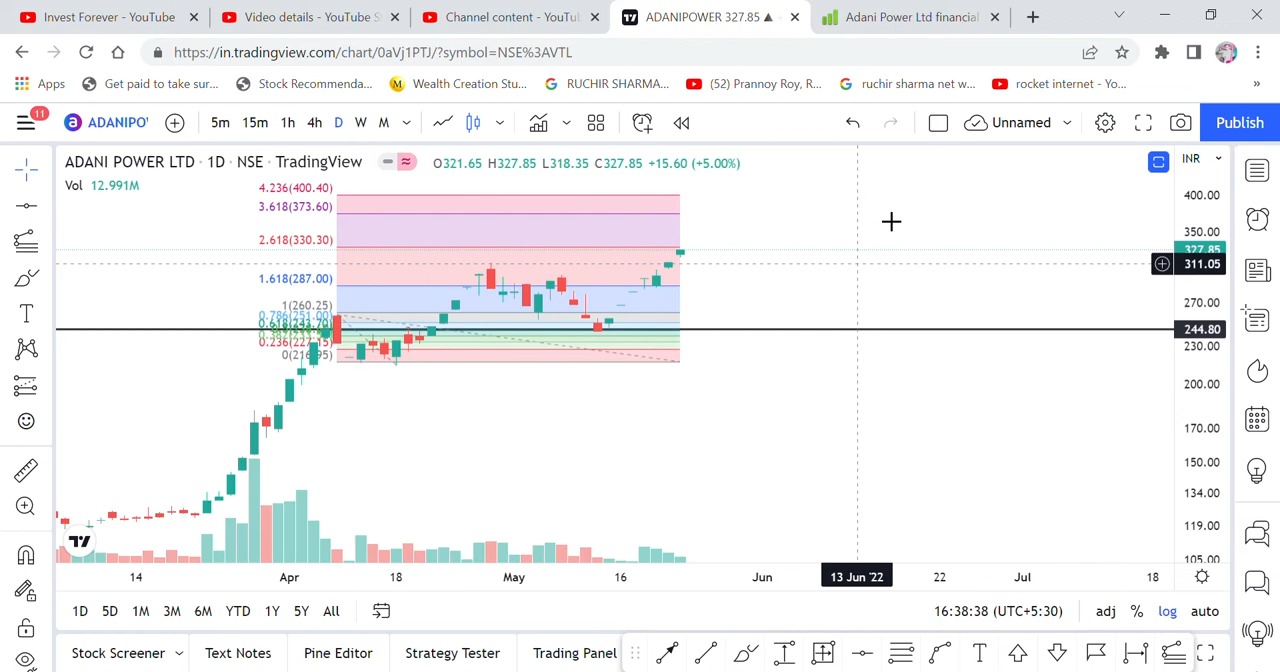 Invest Forever - YouTube
Video details - YouTube S
Channel content - YouTu
ADANIPOWER 327.85 ▲
Adani Power Ltd financial
https://in.tradingview.com/chart/0aVj1PTJ/?symbol=NSE%3AVTL
Apps
Get paid to take sur...
Stock Recommenda...
Wealth Creation Stu...
RUCHIR SHARMA...
(52) Prannoy Roy, R...
ruchir sharma net w...
rocket internet - Yo...
»
11
ADANIPO'
5m 15m 1h 4h D W M
Unnamed
Publish
ADANI POWER LTD · 1D · NSE · TradingView
O321.65 H327.85 L318.35 C327.85 +15.60 (+5.00%)
INR
Vol 12.991M
4.236(400.40)
3.618(373.60)
2.618(330.30)
1.618(287.00)
1(260.25)
0.786(251.00)
0.236(227.15)
400.00
350.00
327.85
311.05
270.00
244.80
230.00
200.00
170.00
150.00
134.00
119.00
105.00
14 Apr 18 May 16 Jun 13 Jun '22 22 Jul 18
1D 5D 1M 3M 6M YTD 1Y 5Y All
16:38:38 (UTC+5:30) adj % log auto
Stock Screener Text Notes Pine Editor Strategy Tester Trading Panel